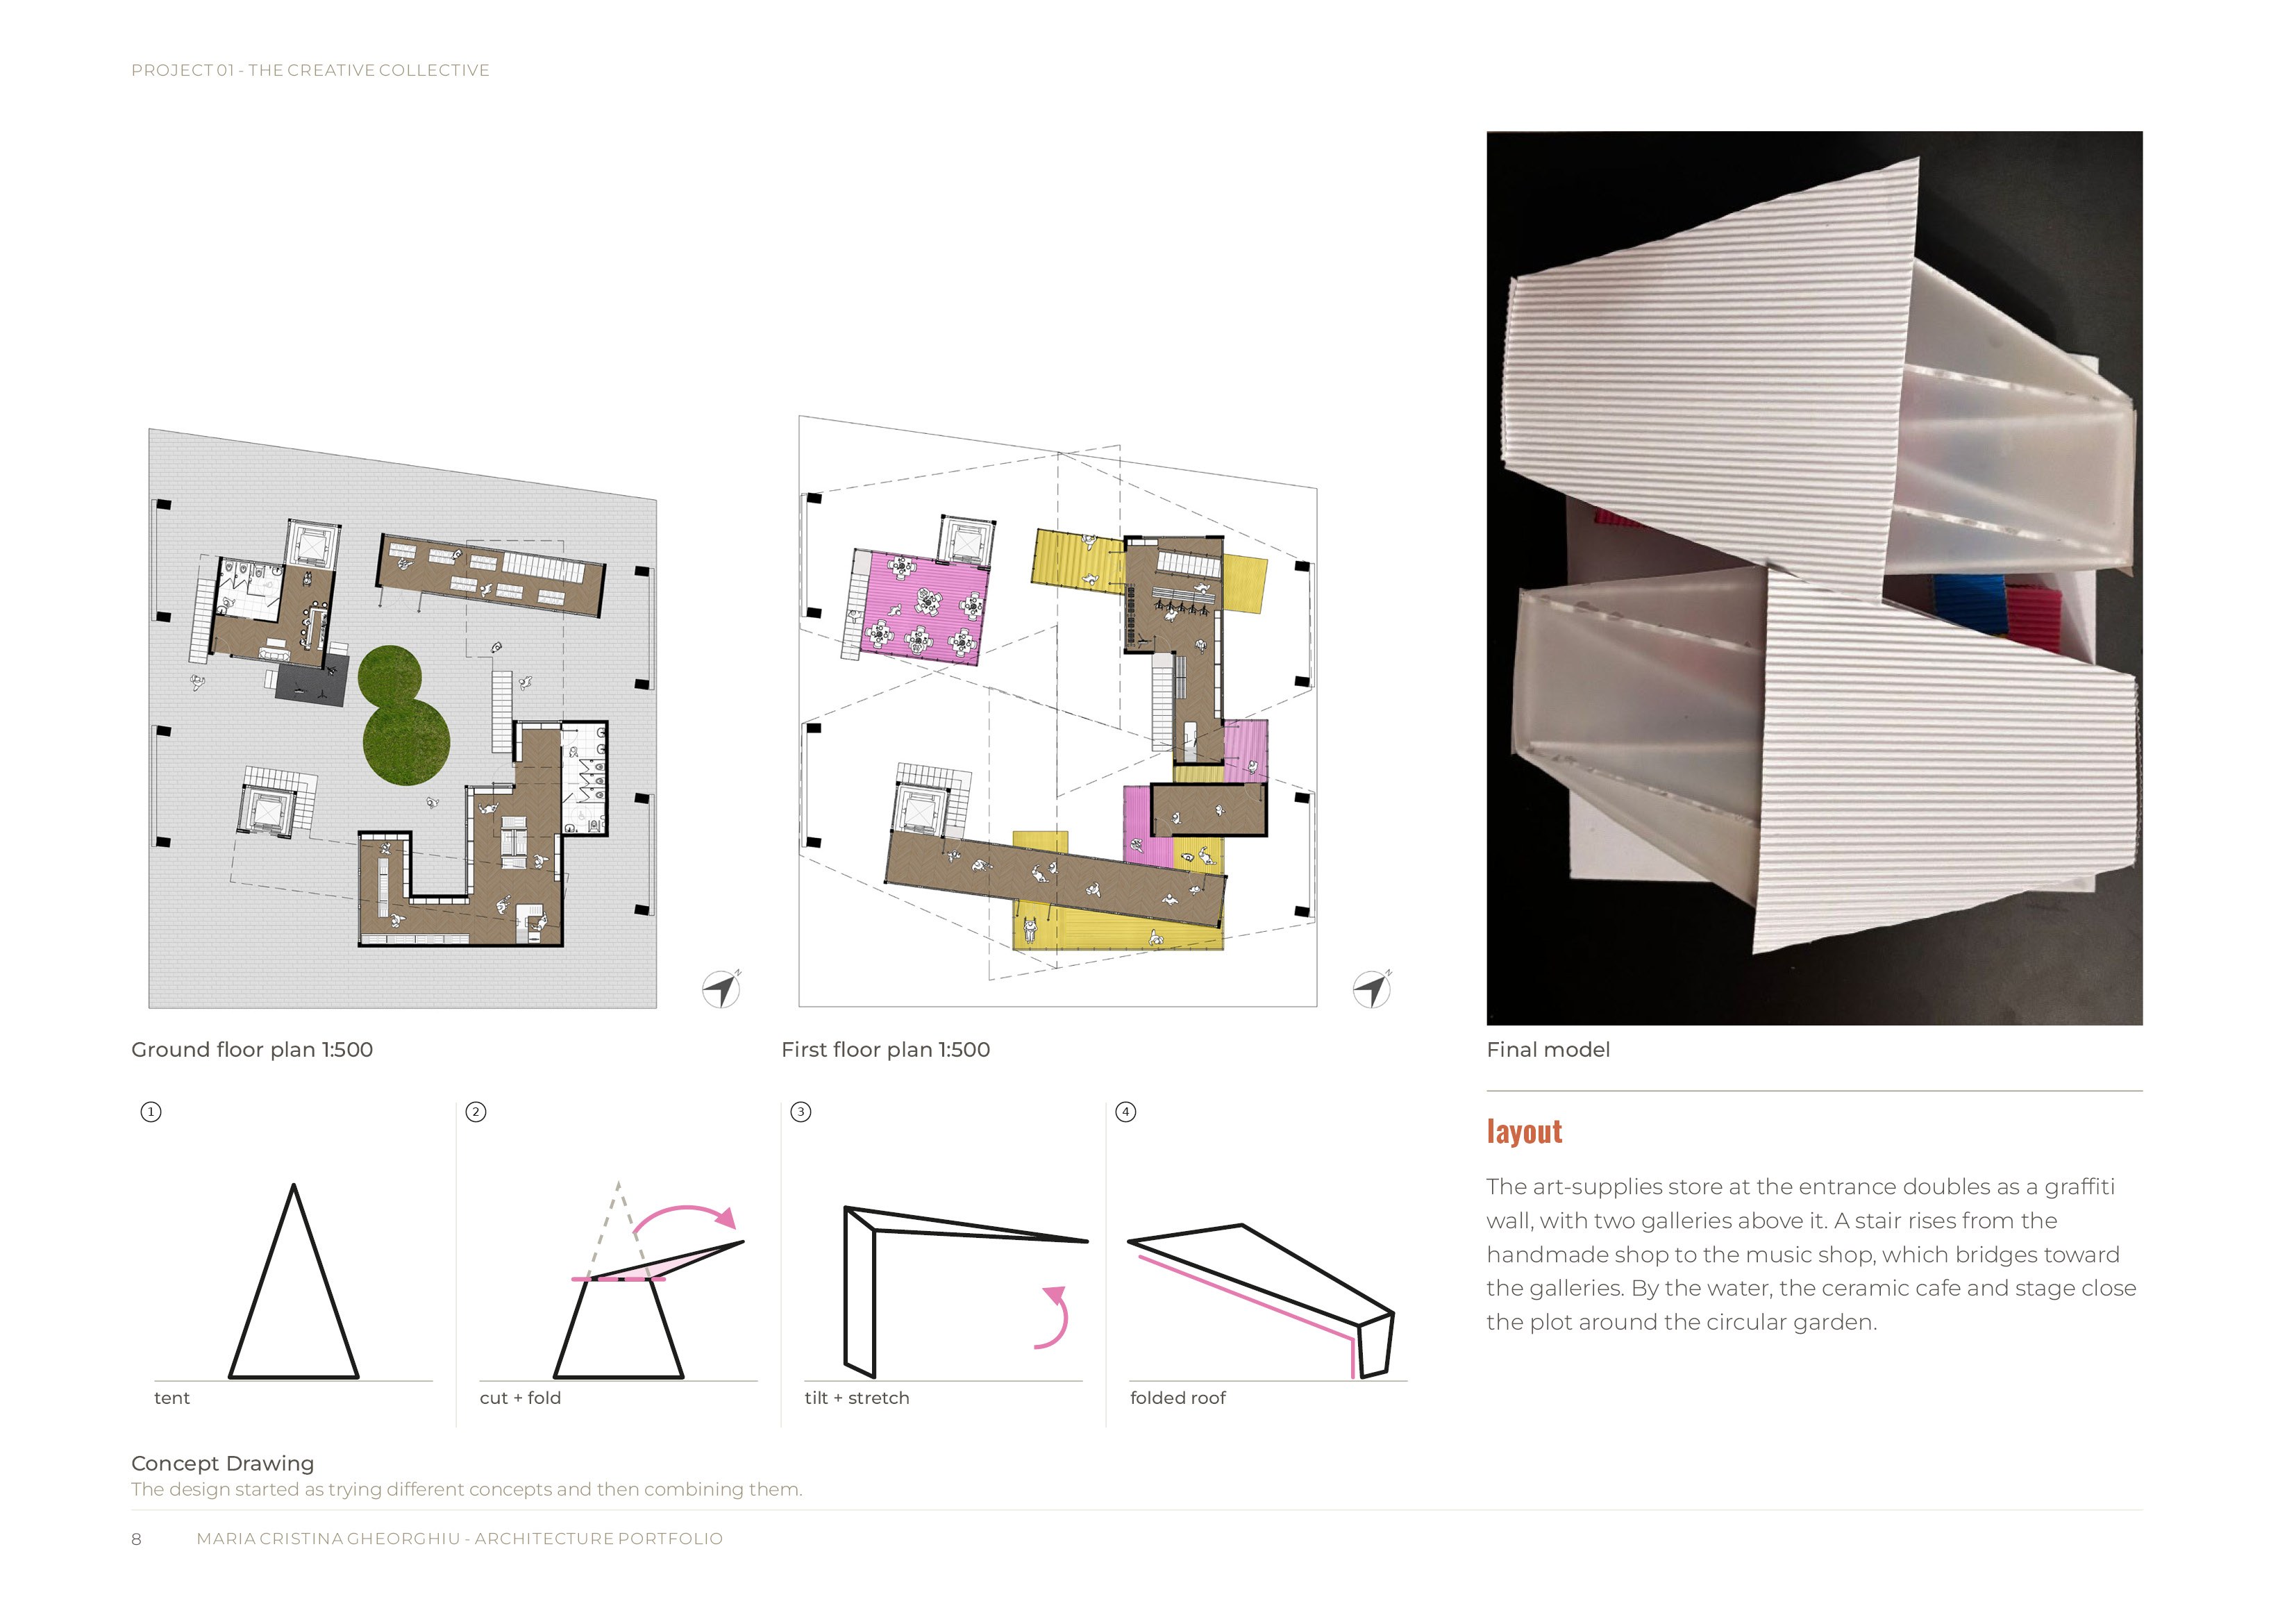 PROJECT 01 - THE CREATIVE COLLECTIVE
N
N
Ground floor plan 1:500
First floor plan 1:500
Final model
1
2
3
4
tent
cut + fold
tilt + stretch
folded roof
layout
The art-supplies store at the entrance doubles as a graffiti
wall, with two galleries above it. A stair rises from the
handmade shop to the music shop, which bridges toward
the galleries. By the water, the ceramic cafe and stage close
the plot around the circular garden.
Concept Drawing
The design started as trying different concepts and then combining them.
8
MARIA CRISTINA GHEORGHIU - ARCHITECTURE PORTFOLIO